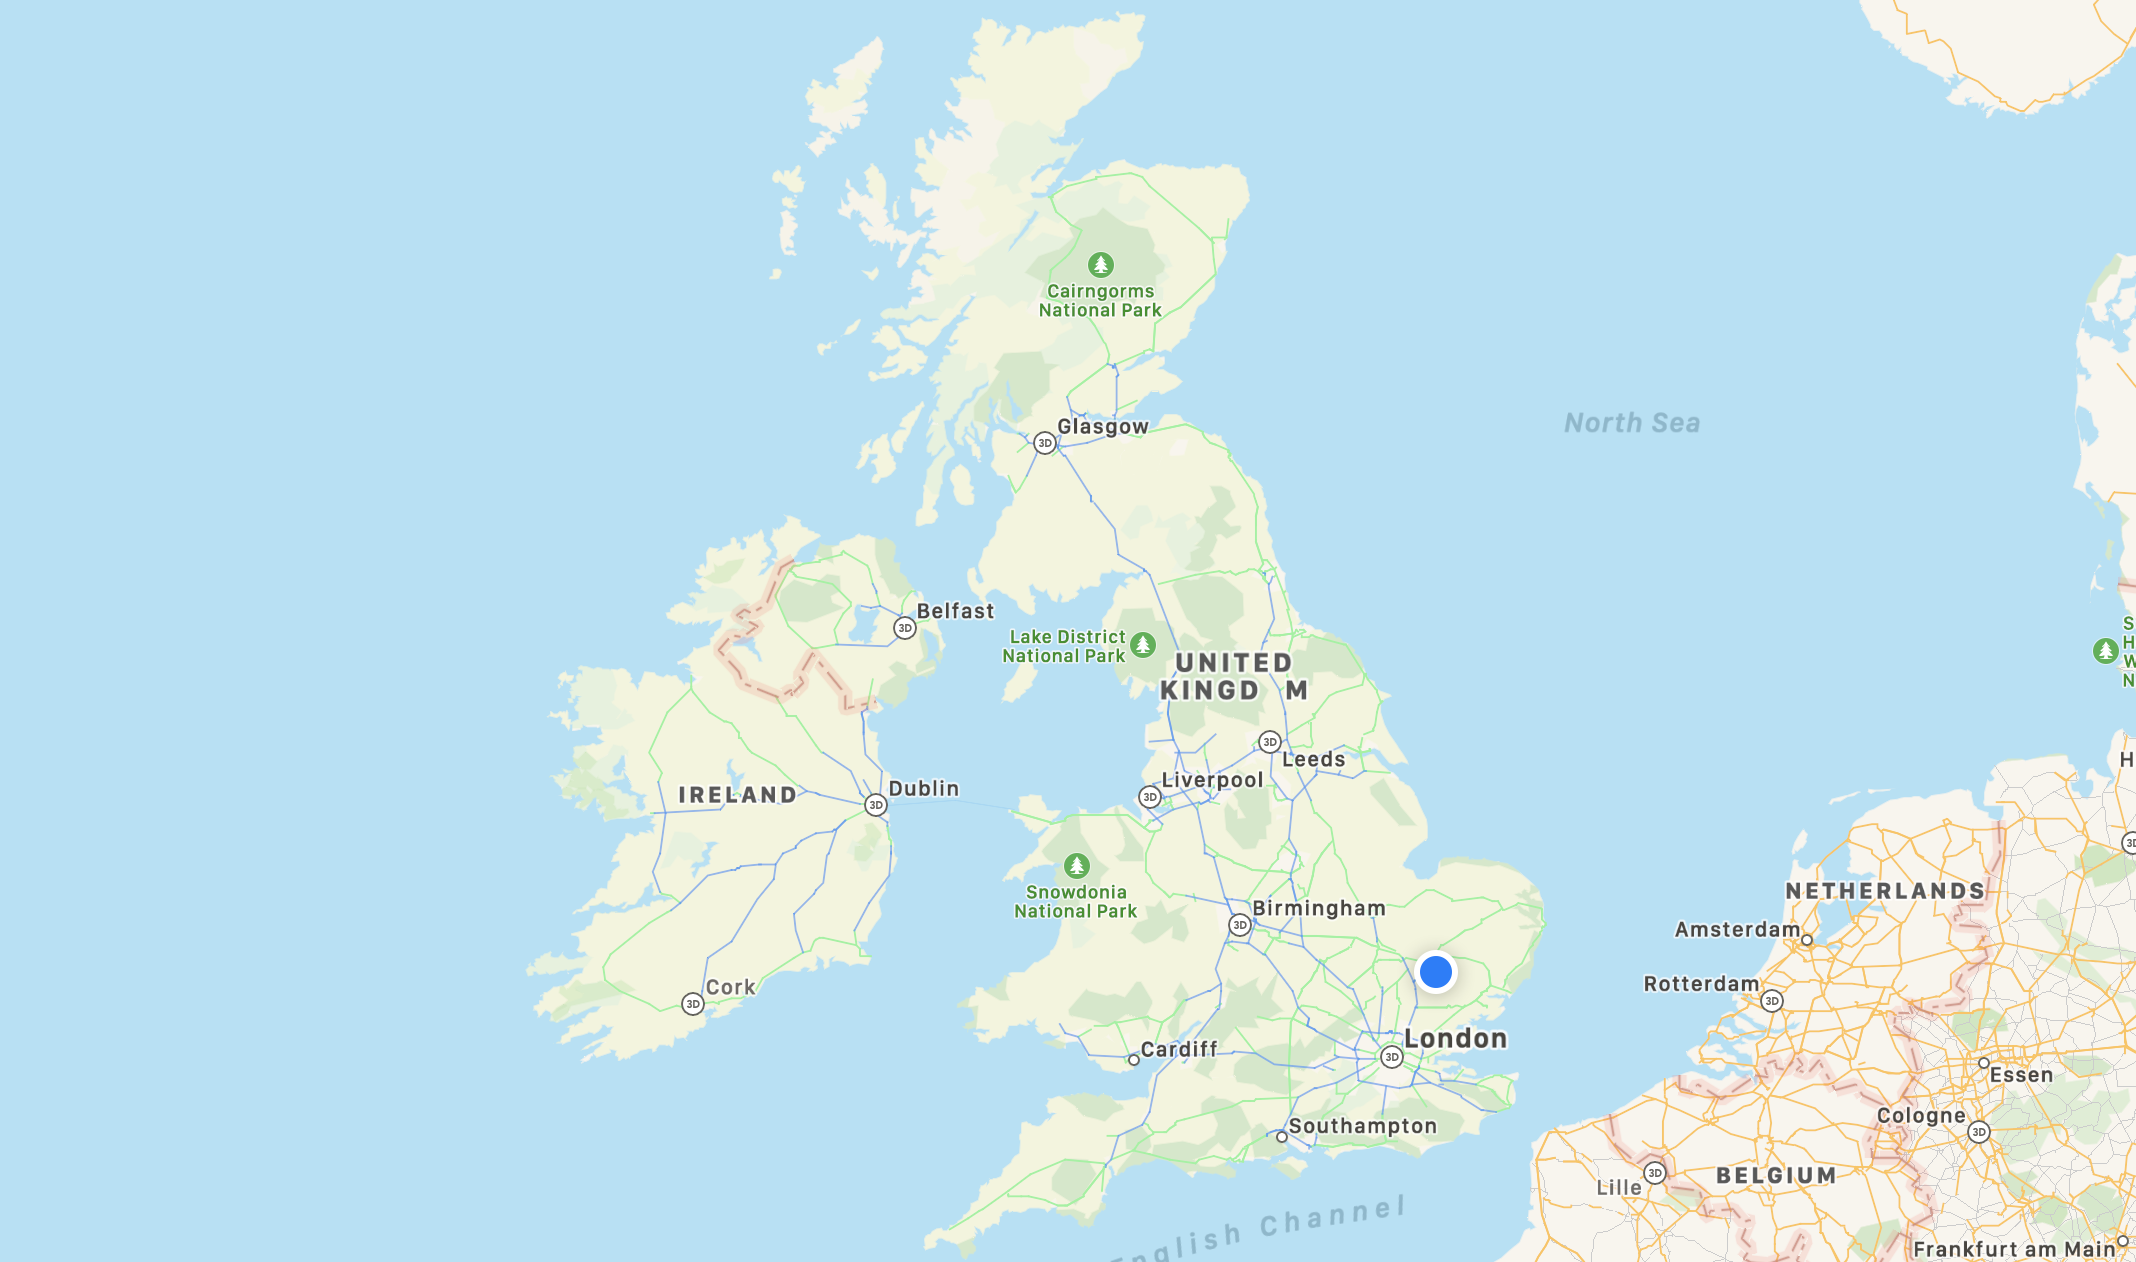 Cairngorms
National Park
Glasgow
3D
North Sea
Belfast
3D
Lake District
National Park
UNITED
KINGD M
3D
Leeds
Liverpool
3D
IRELAND
Dublin
3D
Snowdonia
National Park
Birmingham
3D
NETHERLANDS
Amsterdam
Rotterdam
3D
Cork
3D
London
3D
Cardiff
Essen
Southampton
Cologne
3D
Lille
3D
BELGIUM
English Channel
Frankfurt am Main
S
H
W
N
H
3D